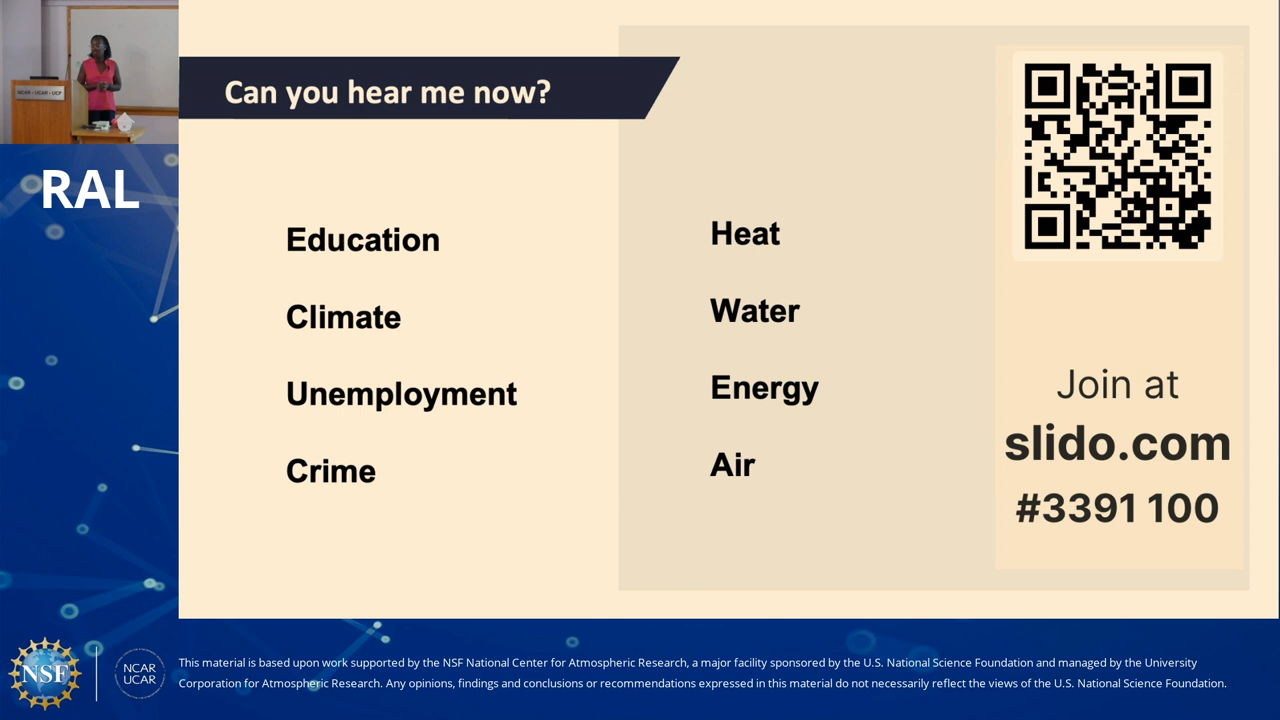 NCAR • UCAR • UCP
RAL
Can you hear me now?
Education
Climate
Unemployment
Crime
Heat
Water
Energy
Air
Join at
slido.com
#3391 100
NSF
NCAR
UCAR
This material is based upon work supported by the NSF National Center for Atmospheric Research, a major facility sponsored by the U.S. National Science Foundation and managed by the University
Corporation for Atmospheric Research. Any opinions, findings and conclusions or recommendations expressed in this material do not necessarily reflect the views of the U.S. National Science Foundation.